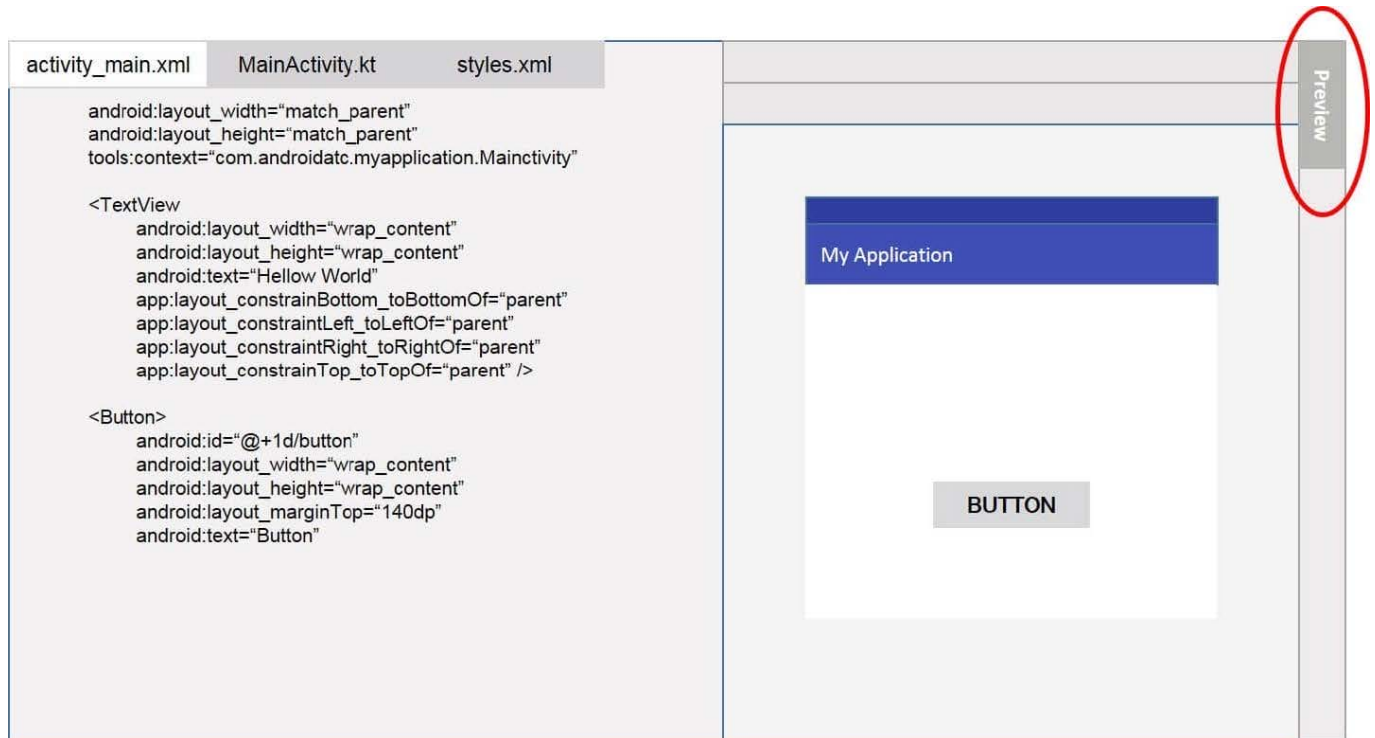 activity_main.xml MainActivity.kt styles.xml
Preview
android:layout_width=“match_parent”
android:layout_height=“match_parent”
tools:context=“com.androidatc.myapplication.Mainctivity”
<TextView
android:layout_width=“wrap_content”
android:layout_height=“wrap_content”
android:text=“Hellow World”
app:layout_constrainBottom_toBottomOf=“parent”
app:layout_constraintLeft_toLeftOf=“parent”
app:layout_constraintRight_toRightOf=“parent”
app:layout_constrainTop_toTopOf=“parent” />
<Button>
android:id=“@+1d/button”
android:layout_width=“wrap_content”
android:layout_height=“wrap_content”
android:layout_marginTop=“140dp”
android:text=“Button”
My Application
BUTTON